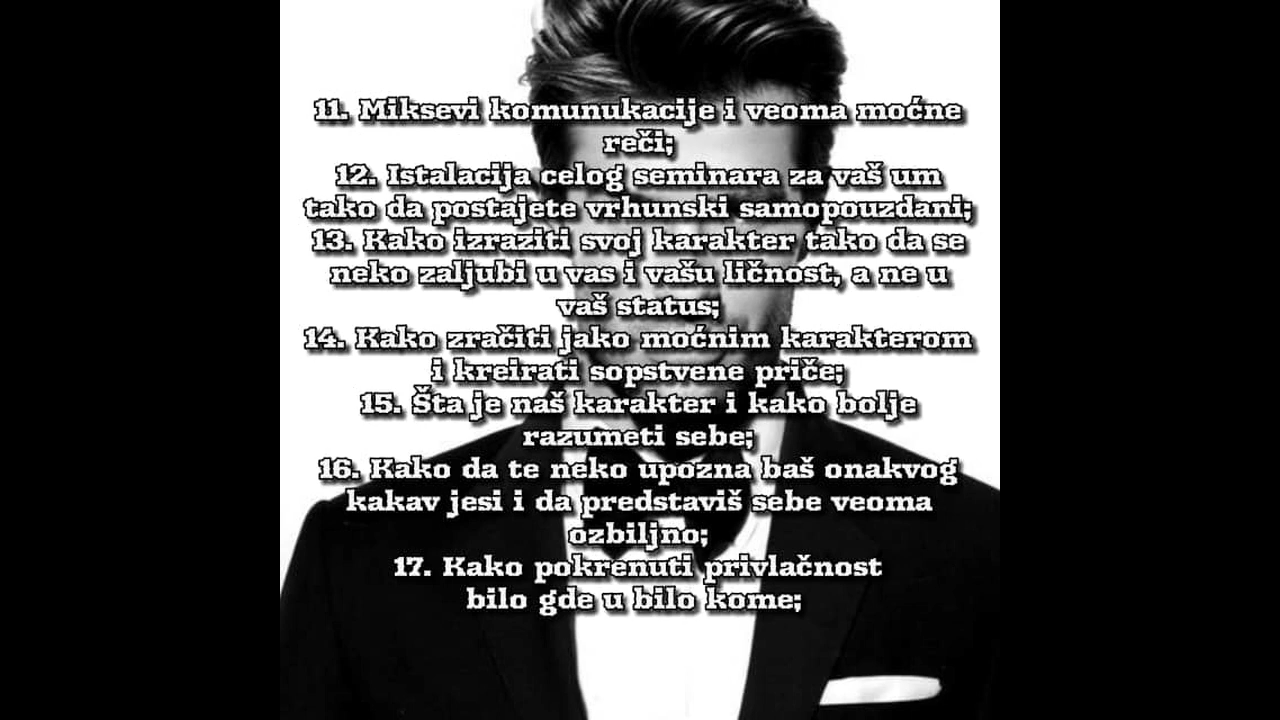 11. Miksevi komunukacije i veoma moćne
reči;
12. Istalacija celog seminara za vaš um
tako da postajete vrhunski samopouzdani;
13. Kako izraziti svoj karakter tako da se
neko zaljubi u vas i vašu ličnost, a ne u
vaš status;
14. Kako zračiti jako moćnim karakterom
i kreirati sopstvene priče;
15. Šta je naš karakter i kako bolje
razumeti sebe;
16. Kako da te neko upozna baš onakvog
kakav jesi i da predstaviš sebe veoma
ozbiljno;
17. Kako pokrenuti privlačnost
bilo gde u bilo kome;